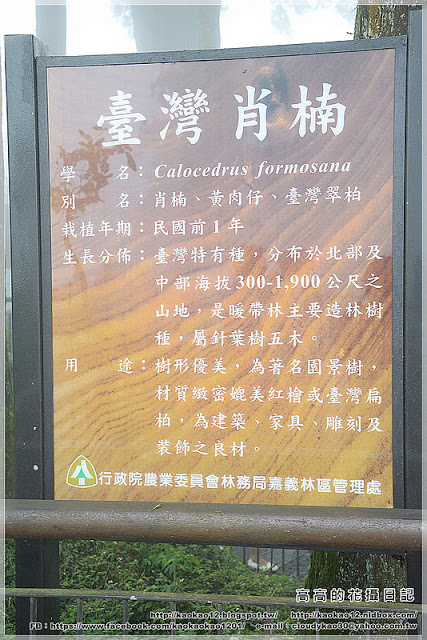 臺灣肖楠
學　　名：Calocedrus formosana
別　　名：肖楠、黃肉仔、臺灣翠柏
栽植年期：民國前1年
生長分佈：臺灣特有種，分布於北部及
中部海拔300-1,900公尺之
山地，是暖帶林主要造林樹
種，屬針葉樹五木。
用　　途：樹形優美，為著名園景樹，
材質緻密媲美紅檜或臺灣扁
柏，為建築、家具、雕刻及
裝飾之良材。
行政院農業委員會林務局嘉義林區管理處
高高的花攝日記
http://kaokao12.blogspot.tw/ http://kaokao12.nidbox.com/
FB：https://www.facebook.com/kaokaokao1201/ e-mail：cloudykao30@yahoo.com.tw